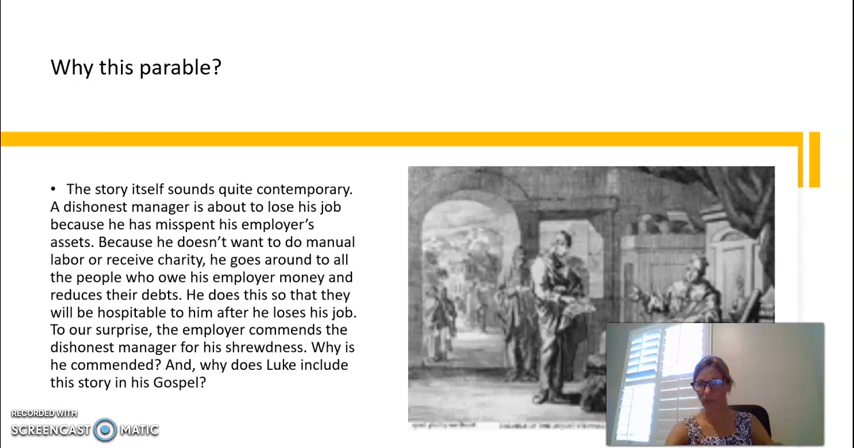 Why this parable?
• The story itself sounds quite contemporary.
A dishonest manager is about to lose his job
because he has misspent his employer's
assets. Because he doesn't want to do manual
labor or receive charity, he goes around to all
the people who owe his employer money and
reduces their debts. He does this so that they
will be hospitable to him after he loses his job.
To our surprise, the employer commends the
dishonest manager for his shrewdness. Why is
he commended? And, why does Luke include
this story in his Gospel?
RECORDED WITH
SCREENCAST MATIC